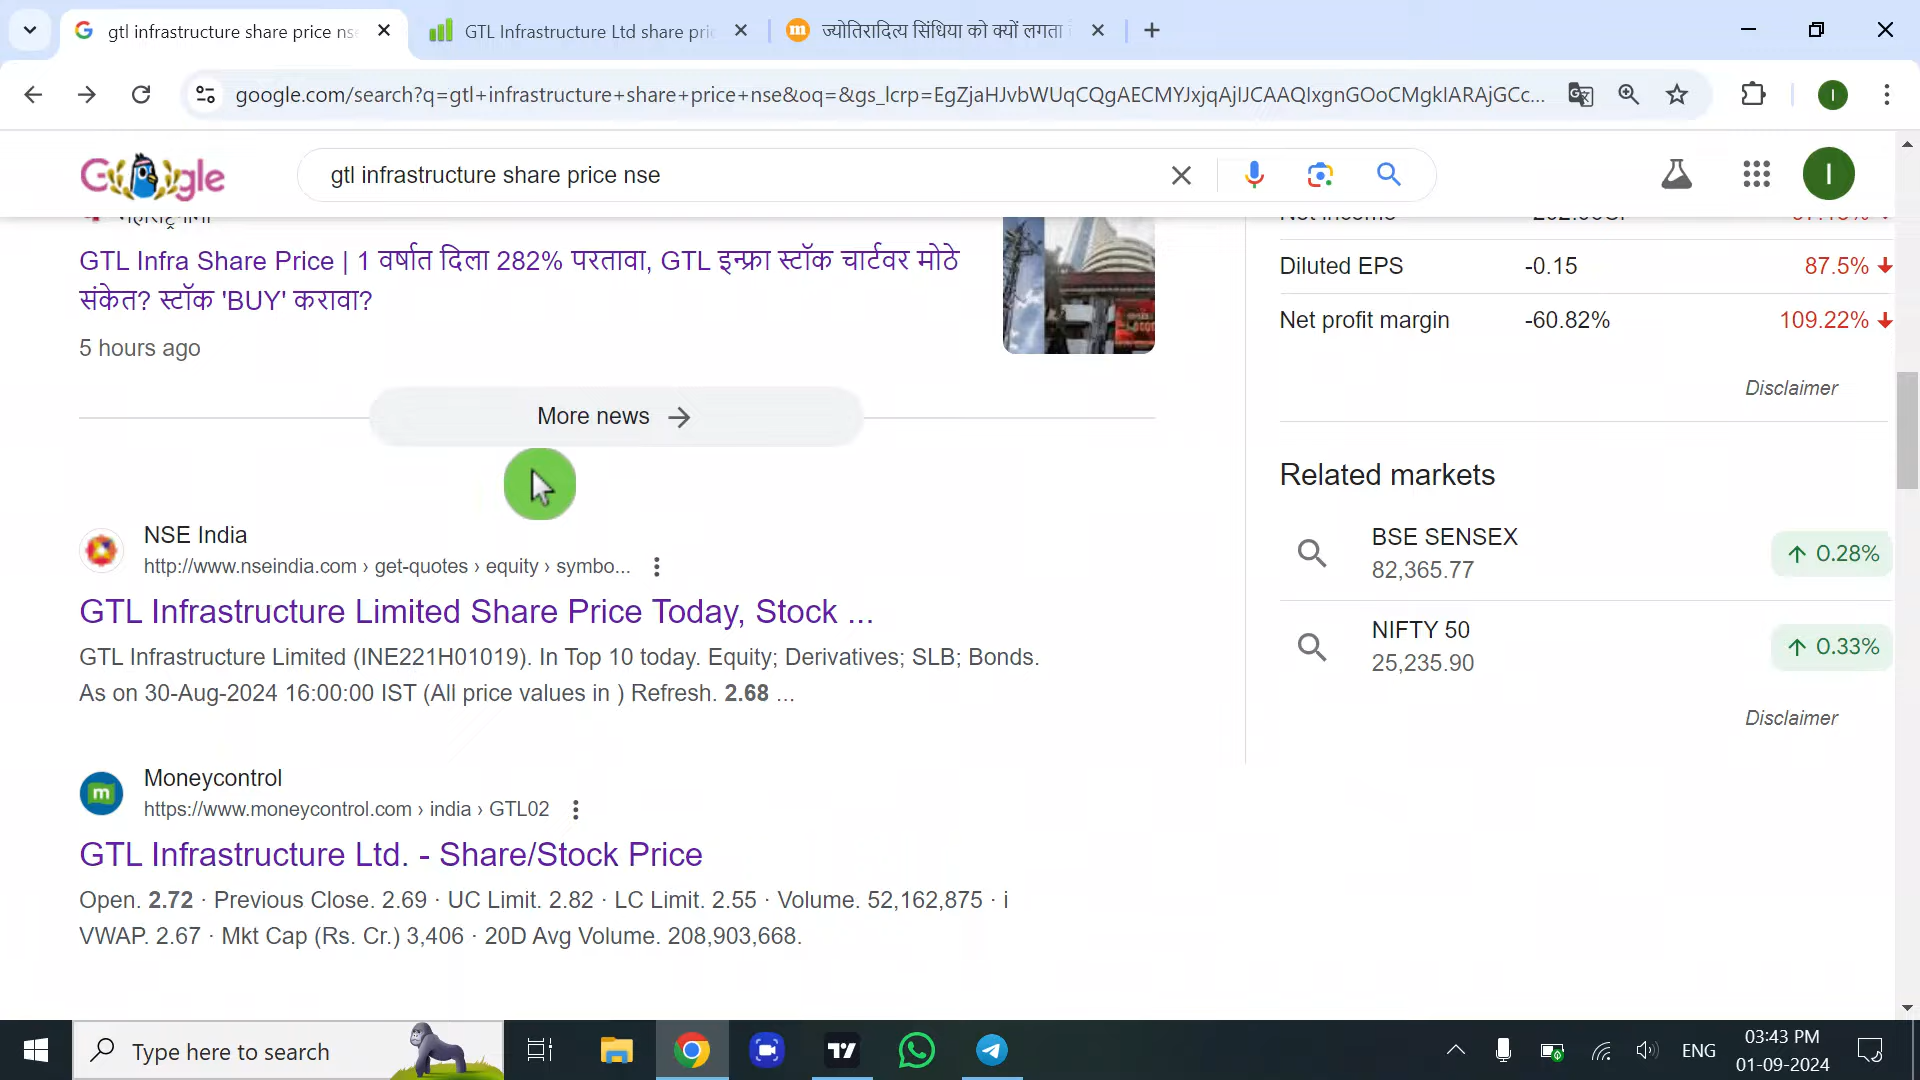 gtl infrastructure share price nse
GTL Infrastructure Ltd share pri
ज्योतिरादित्य सिंधिया को क्यों लगता
google.com/search?q=gtl+infrastructure+share+price+nse&oq=&gs_lcrp=EgZjaHJvbWUqCQgAECMYJxjqAjIJCAAQIxgnGOoCMgkIARAjGCc...
I
Google
gtl infrastructure share price nse
I
GTL Infra Share Price | 1 वर्षात दिला 282% परतावा, GTL इन्फ्रा स्टॉक चार्टवर मोठे
संकेत? स्टॉक 'BUY' करावा?
5 hours ago
More news
NSE India
http://www.nseindia.com › get-quotes › equity › symbo...
GTL Infrastructure Limited Share Price Today, Stock ...
GTL Infrastructure Limited (INE221H01019). In Top 10 today. Equity; Derivatives; SLB; Bonds.
As on 30-Aug-2024 16:00:00 IST (All price values in ) Refresh. 2.68 ...
Moneycontrol
https://www.moneycontrol.com › india › GTL02
GTL Infrastructure Ltd. - Share/Stock Price
Open. 2.72 · Previous Close. 2.69 · UC Limit. 2.82 · LC Limit. 2.55 · Volume. 52,162,875 · i
VWAP. 2.67 · Mkt Cap (Rs. Cr.) 3,406 · 20D Avg Volume. 208,903,668.
Diluted EPS -0.15 87.5%
Net profit margin -60.82% 109.22%
Disclaimer
Related markets
BSE SENSEX
82,365.77
0.28%
NIFTY 50
25,235.90
0.33%
Disclaimer
Type here to search
ENG
03:43 PM
01-09-2024